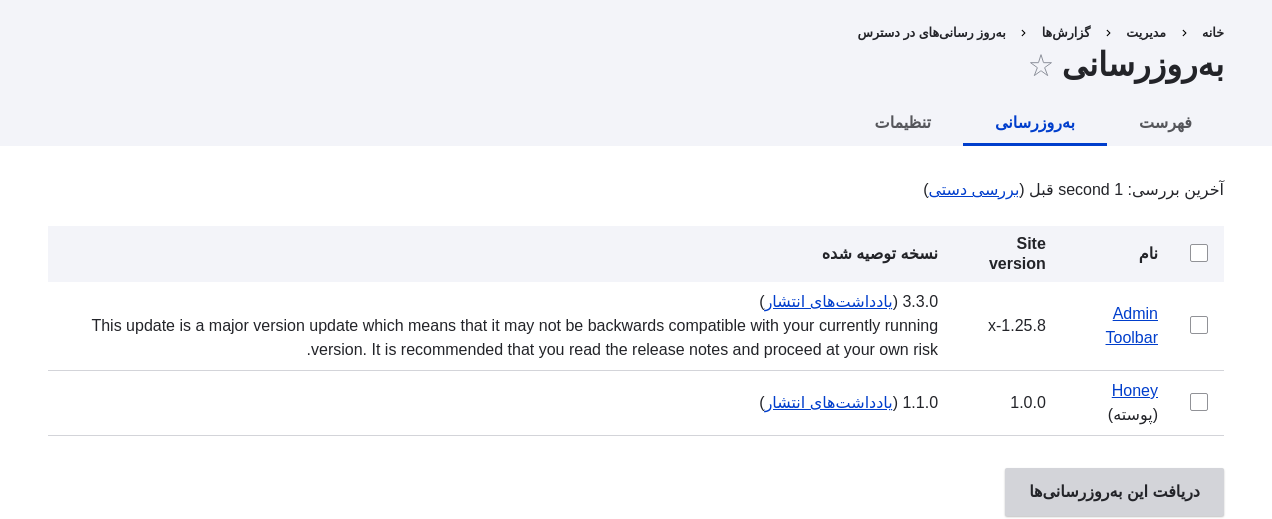 خانه › مدیریت › گزارش‌ها › به‌روز رسانی‌های در دسترس
به‌روزرسانی ☆
فهرست به‌روزرسانی تنظیمات
آخرین بررسی: 1 second قبل (بررسی دستی)
نام Site version نسخه توصیه شده
Admin Toolbar x-1.25.8 3.3.0 (یادداشت‌های انتشار)
This update is a major version update which means that it may not be backwards compatible with your currently running
version. It is recommended that you read the release notes and proceed at your own risk.
Honey (پوسته) 1.0.0 1.1.0 (یادداشت‌های انتشار)
دریافت این به‌روزرسانی‌ها